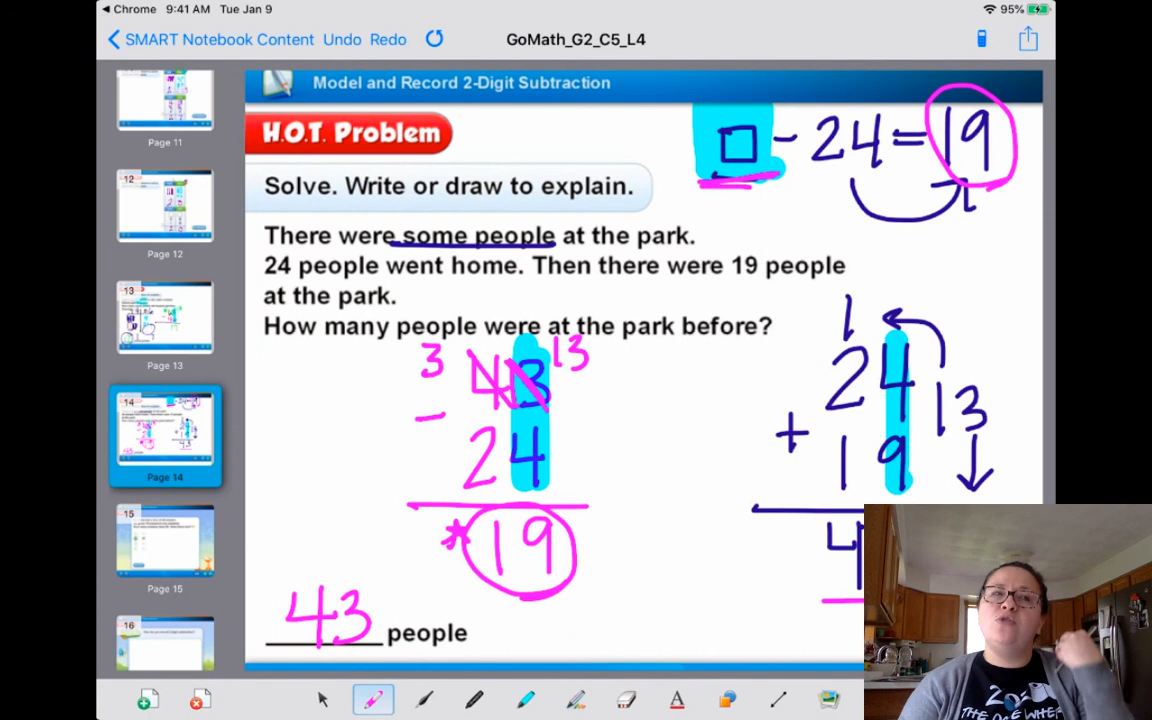 Chrome 9:41 AM Tue Jan 9 95%
SMART Notebook Content Undo Redo GoMath_G2_C5_L4
Model and Record 2-Digit Subtraction
H.O.T. Problem
□ - 24 = 19
Solve. Write or draw to explain.
There were some people at the park.
24 people went home. Then there were 19 people
at the park.
How many people were at the park before?
3 13
43
- 24
* 19
1
24
13
+ 19
4
43 people
Page 11
12
Page 12
13
Page 13
14
Page 14
15
Page 15
16